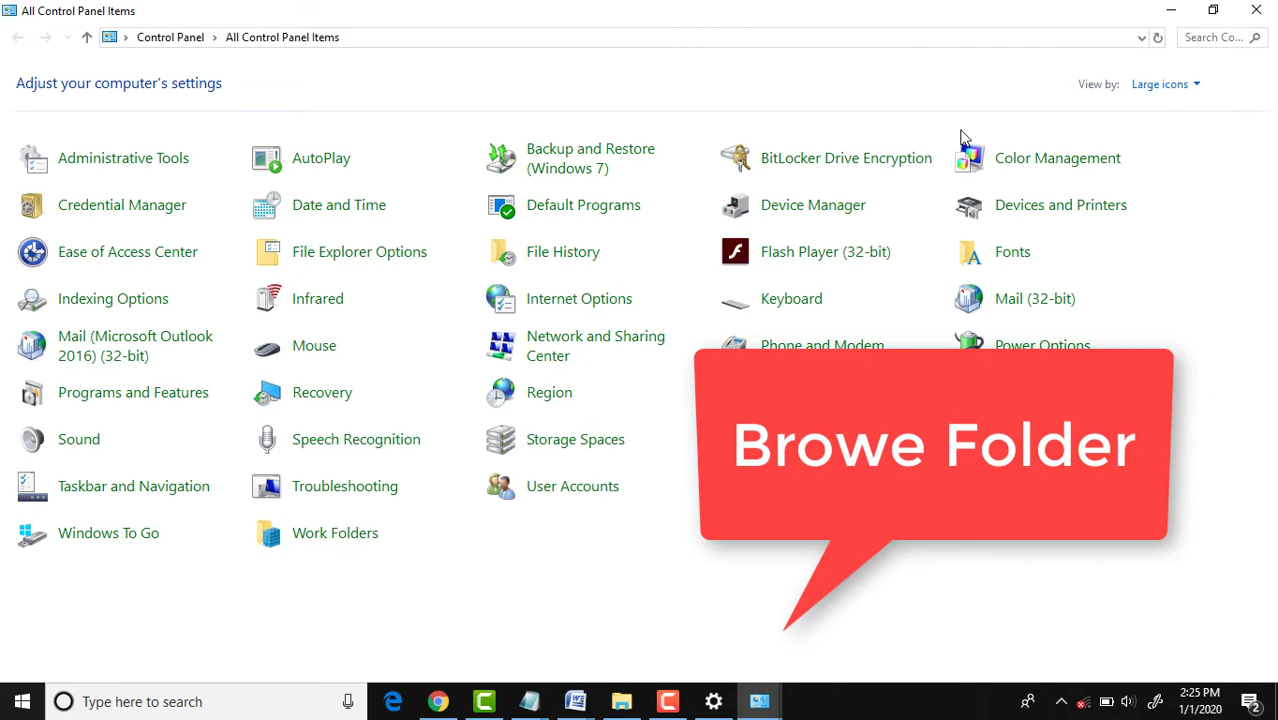 All Control Panel Items
Control Panel > All Control Panel Items
Search Co...
Adjust your computer's settings
View by: Large icons
Administrative Tools
AutoPlay
Backup and Restore
(Windows 7)
BitLocker Drive Encryption
Color Management
Credential Manager
Date and Time
Default Programs
Device Manager
Devices and Printers
Ease of Access Center
File Explorer Options
File History
Flash Player (32-bit)
Fonts
Indexing Options
Infrared
Internet Options
Keyboard
Mail (32-bit)
Mail (Microsoft Outlook
2016) (32-bit)
Mouse
Network and Sharing
Center
Phone and Modem
Power Options
Programs and Features
Recovery
Region
Sound
Speech Recognition
Storage Spaces
Taskbar and Navigation
Troubleshooting
User Accounts
Windows To Go
Work Folders
Browe Folder
Type here to search
2:25 PM
1/1/2020
2